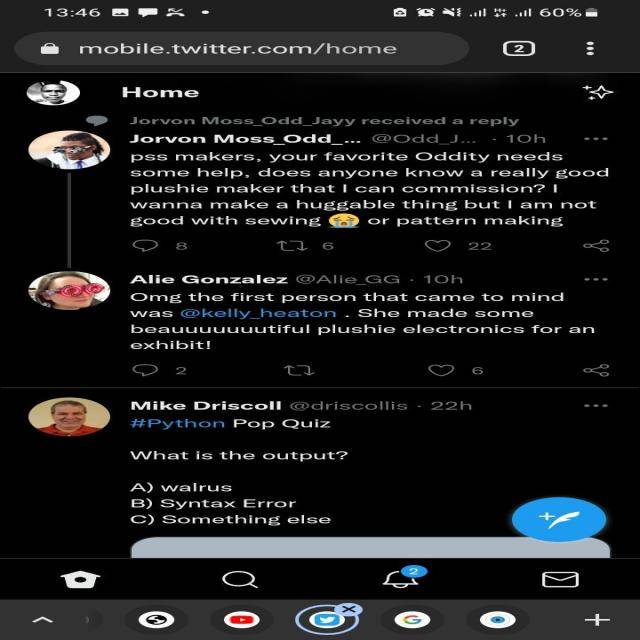 13:46
60%
mobile.twitter.com/home
2
Home
Jorvon Moss_Odd_Jayy received a reply
Jorvon Moss_Odd_... @Odd_J... · 10h
pss makers, your favorite Oddity needs
some help, does anyone know a really good
plushie maker that I can commission? I
wanna make a huggable thing but I am not
good with sewing 😭 or pattern making
8 6 22
Alie Gonzalez @Alie_GG · 10h
Omg the first person that came to mind
was @kelly_heaton . She made some
beauuuuuuutiful plushie electronics for an
exhibit!
2 6
Mike Driscoll @driscollis · 22h
#Python Pop Quiz
What is the output?
A) walrus
B) Syntax Error
C) Something else
2
G